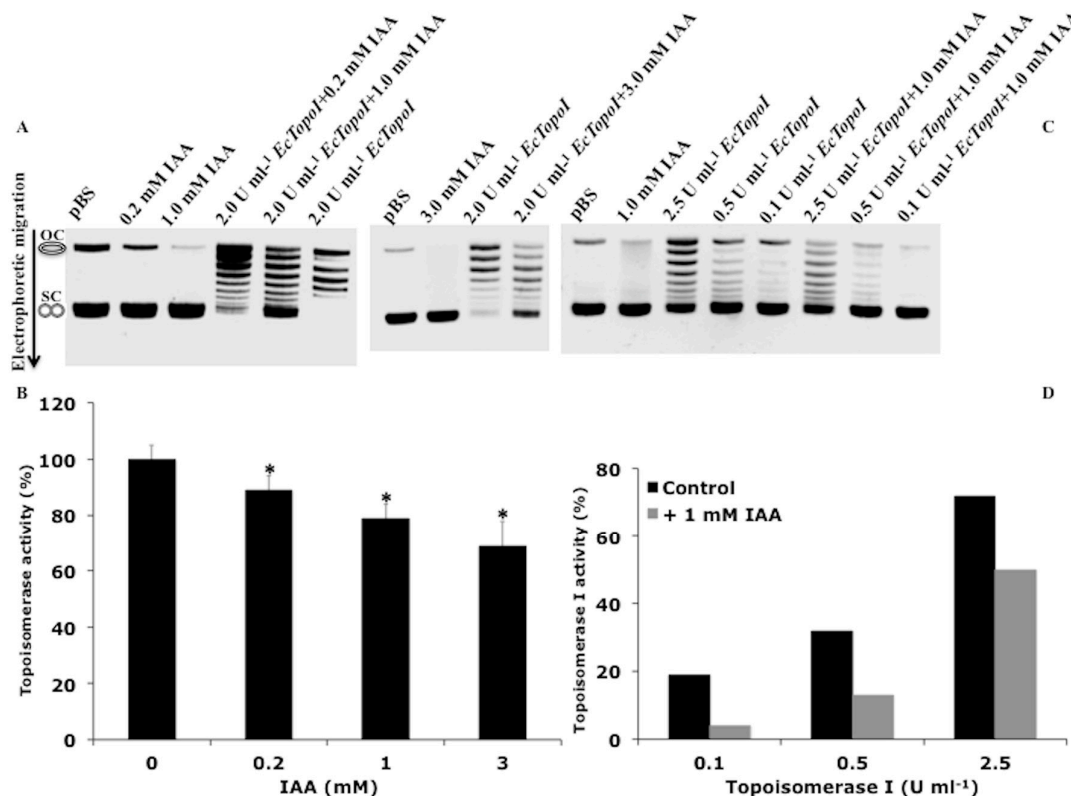 A
C
Electrophoretic migration
OC
SC
pBS
0.2 mM IAA
1.0 mM IAA
2.0 U ml-¹ EcTopoI+0.2 mM IAA
2.0 U ml-¹ EcTopoI+1.0 mM IAA
2.0 U ml-¹ EcTopoI
pBS
3.0 mM IAA
2.0 U ml-¹ EcTopoI
2.0 U ml-¹ EcTopoI+3.0 mM IAA
pBS
1.0 mM IAA
2.5 U ml-¹ EcTopoI
0.5 U ml-¹ EcTopoI
0.1 U ml-¹ EcTopoI
2.5 U ml-¹ EcTopoI+1.0 mM IAA
0.5 U ml-¹ EcTopoI+1.0 mM IAA
0.1 U ml-¹ EcTopoI+1.0 mM IAA
B
Topoisomerase activity (%)
120
100
80
60
40
20
0
* * *
0 0.2 1 3
IAA (mM)
D
Topoisomerase I activity (%)
80
60
40
20
0
Control
+ 1 mM IAA
0.1 0.5 2.5
Topoisomerase I (U ml-¹)